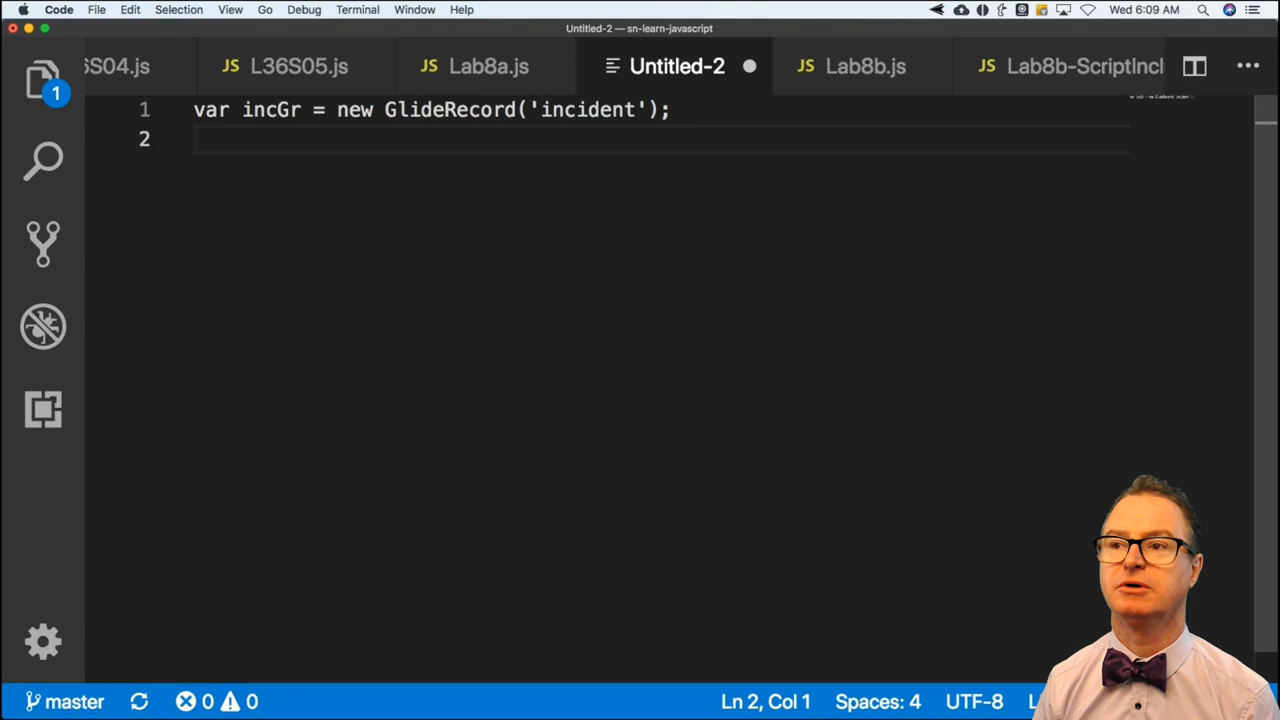 Code File Edit Selection View Go Debug Terminal Window Help Wed 6:09 AM
Untitled-2 — sn-learn-javascript
6S04.js JS L36S05.js JS Lab8a.js Untitled-2 JS Lab8b.js JS Lab8b-ScriptIncl
1 var incGr = new GlideRecord('incident');
2
1
master 0 0 Ln 2, Col 1 Spaces: 4 UTF-8